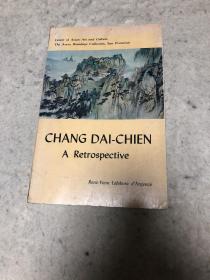 Center of Asian Art and Culture
The Avery Brundage Collection, San Francisco
CHANG DAI-CHIEN
A Retrospective
René-Yvon Lefebvre d'Argencé